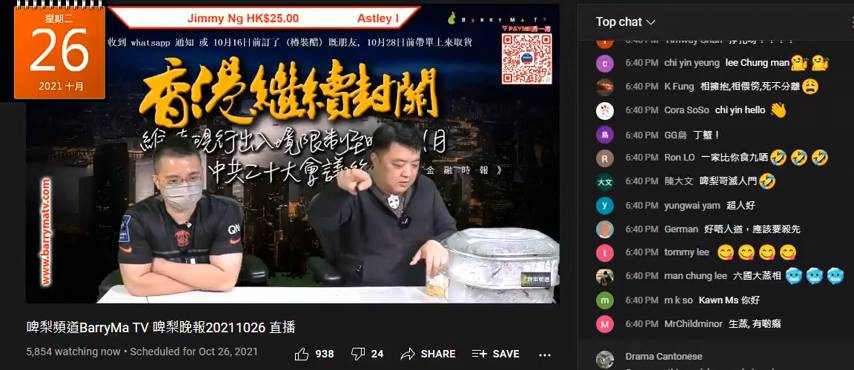 星期二
26
2021 十月
Jimmy Ng HK$25.00
Astley I
BARRYMA TV
收到 whatsapp 通知 或 10月16日前訂了（樽裝醋）既朋友, 10月28日前帶單上來取貨
香港繼續封關
中共二十大會議
金融時報》
www.barrymatv.com
QN
啤梨頻道BarryMa TV 啤梨晚報20211026 直播
5,854 watching now • Scheduled for Oct 26, 2021
938
24
SHARE
SAVE
Top chat
6:40 PM chi yin yeung lee Chung man
6:40 PM K Fung 相擁抱,相偎傍,死不分離😩
6:40 PM Cora SoSo chi yin hello 👋
6:40 PM GG鳥 丁蟹！
6:40 PM Ron LO 一家比你食九晒🤣🤣🤣
大文 6:40 PM 陳大文 啤梨哥滅人門🤣
6:40 PM yungwai yam 超人好
6:40 PM German 好唔人道，應該要殺先
6:40 PM tommy lee 😋😋😋😋
6:40 PM man chung lee 六國大蒸相🥶🥶🥶
6:40 PM m k so Kawn Ms 你好
6:40 PM MrChildminor 生蒸, 有啲癲
Drama Cantonese